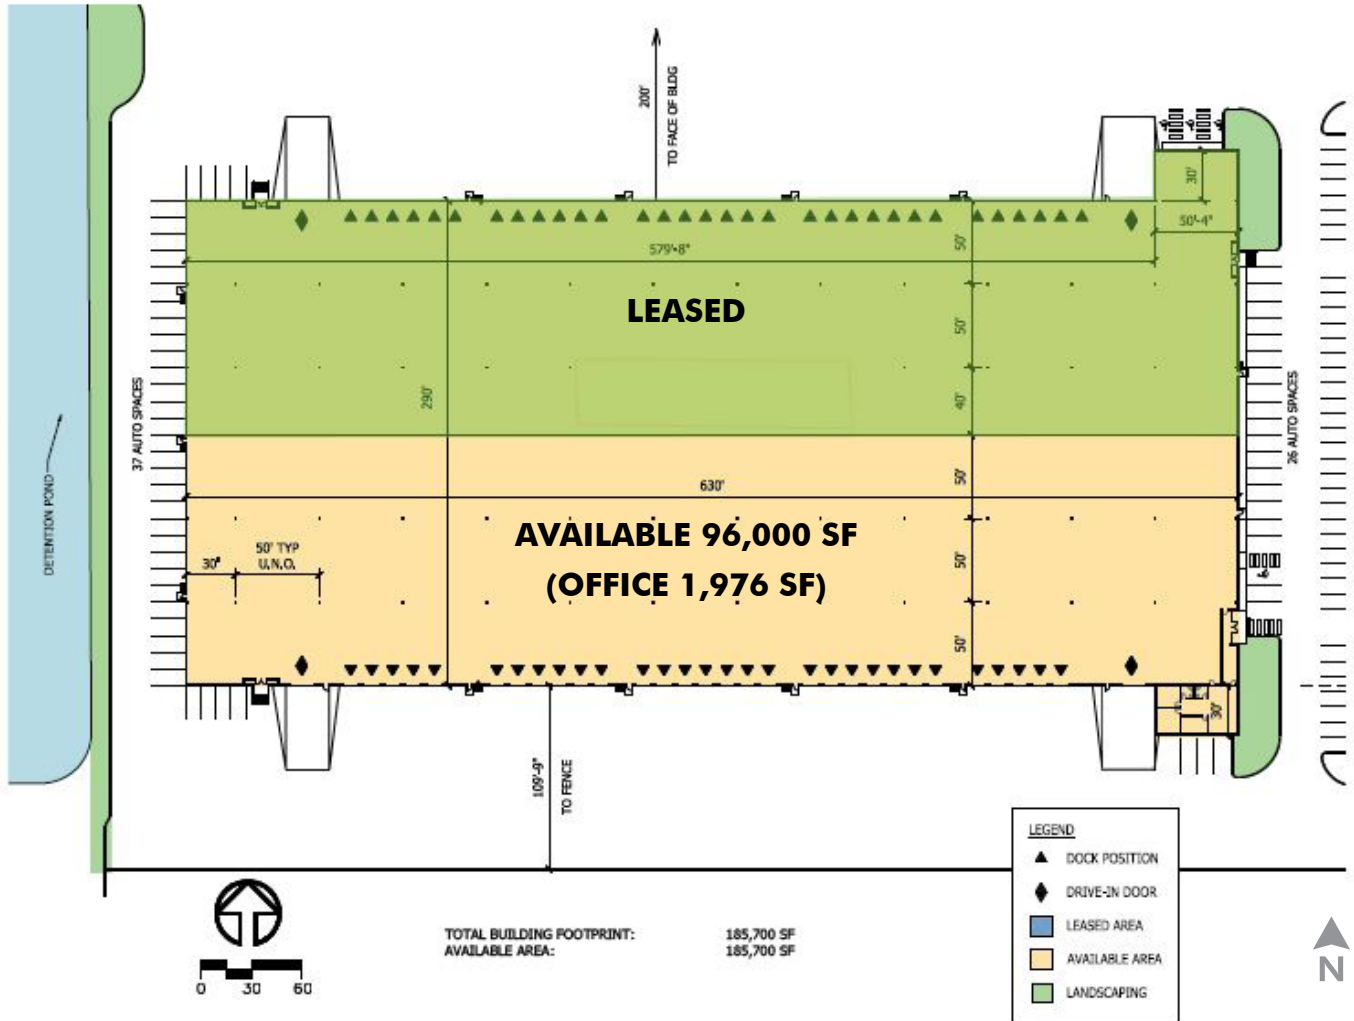 200'
TO FACE OF BLDG
30'
50'-4"
579'-8"
50'
LEASED
50'
290'
40'
37 AUTO SPACES
26 AUTO SPACES
DETENTION POND
630'
50'
AVAILABLE 96,000 SF
(OFFICE 1,976 SF)
50' TYP
U.N.O.
30"
50'
50'
30'
109'-9"
TO FENCE
LEGEND
DOCK POSITION
DRIVE-IN DOOR
LEASED AREA
AVAILABLE AREA
LANDSCAPING
TOTAL BUILDING FOOTPRINT: 185,700 SF
AVAILABLE AREA: 185,700 SF
0 30 60
N